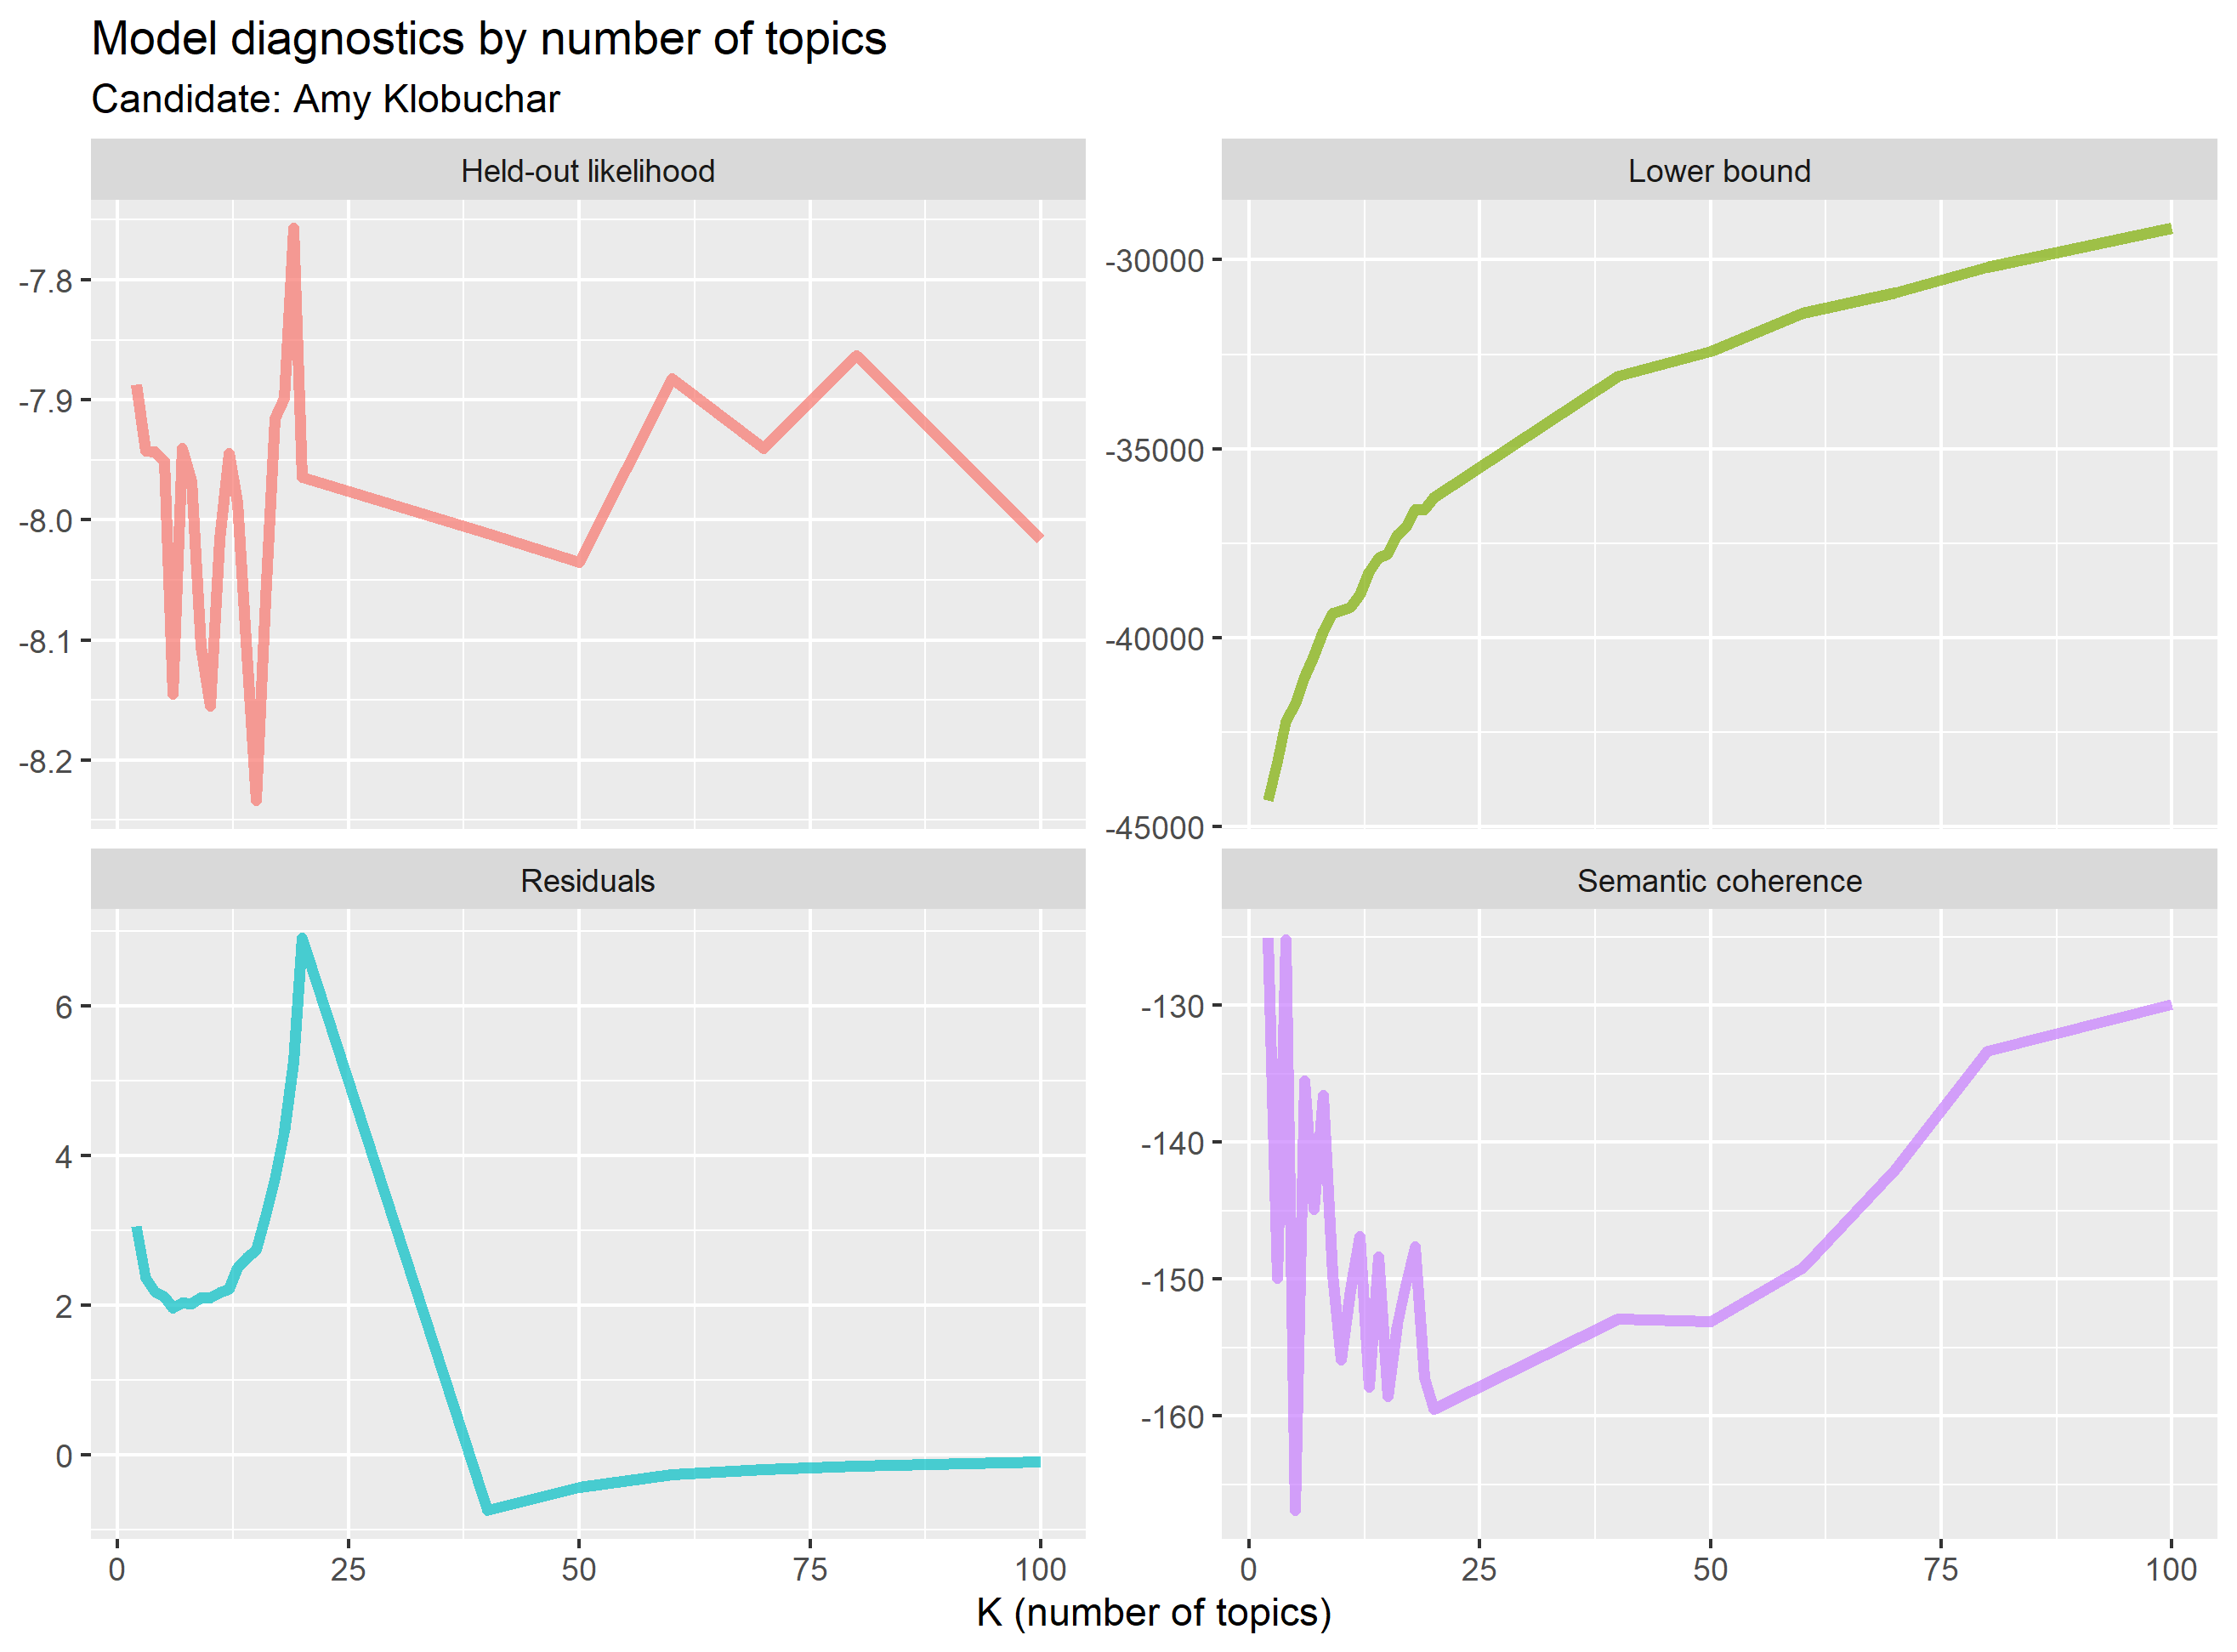 Model diagnostics by number of topics
Candidate: Amy Klobuchar
Held-out likelihood
-7.8
-7.9
-8.0
-8.1
-8.2
Lower bound
-30000
-35000
-40000
-45000
Residuals
6
4
2
0
0 25 50 75 100
Semantic coherence
-130
-140
-150
-160
0 25 50 75 100
K (number of topics)